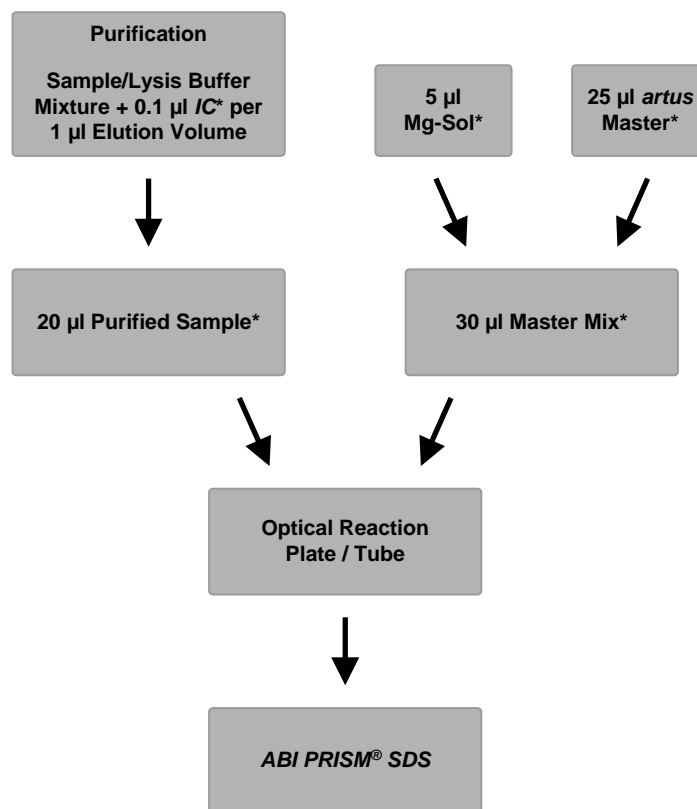 Purification
Sample/Lysis Buffer
Mixture + 0.1 µl IC* per
1 µl Elution Volume
5 µl
Mg-Sol*
25 µl artus
Master*
20 µl Purified Sample*
30 µl Master Mix*
Optical Reaction
Plate / Tube
ABI PRISM® SDS